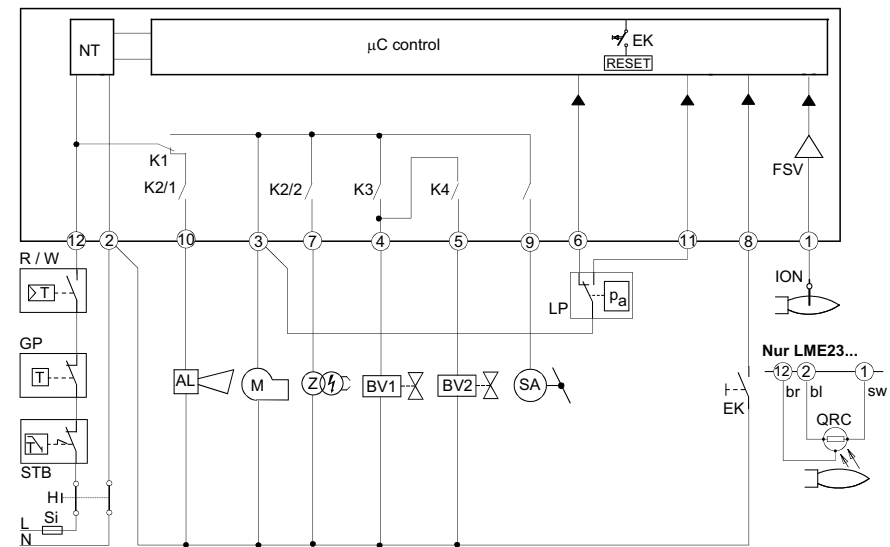 NT
µC control
EK
RESET
K1
K2/1
K2/2
K3
K4
FSV
12
2
10
3
7
4
5
9
6
11
8
1
R / W
T
ION
LP
pa
GP
T
Nur LME23...
12
2
1
AL
M
Z
BV1
BV2
SA
br
bl
sw
EK
QRC
T
STB
H
L
Si
N